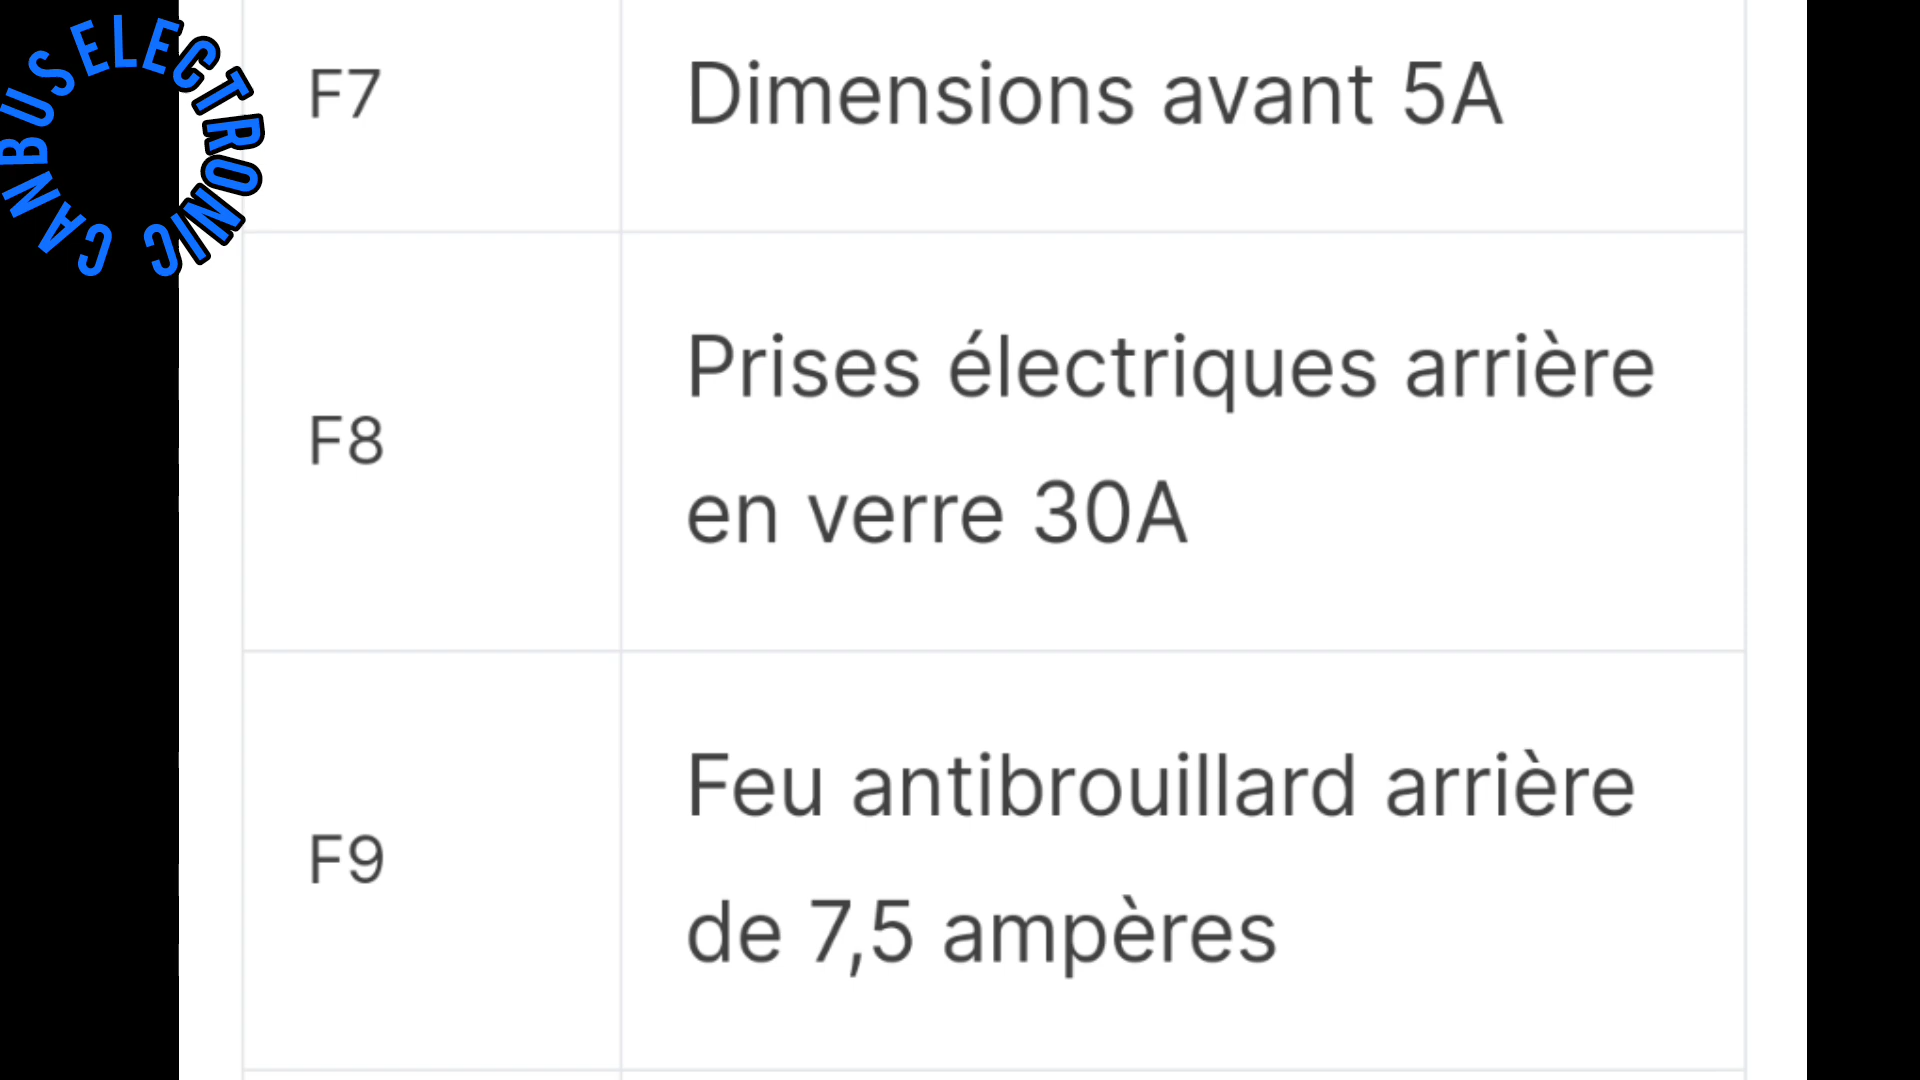 CANBUS ELECTRONIC
F7
Dimensions avant 5A
F8
Prises électriques arrière
en verre 30A
F9
Feu antibrouillard arrière
de 7,5 ampères